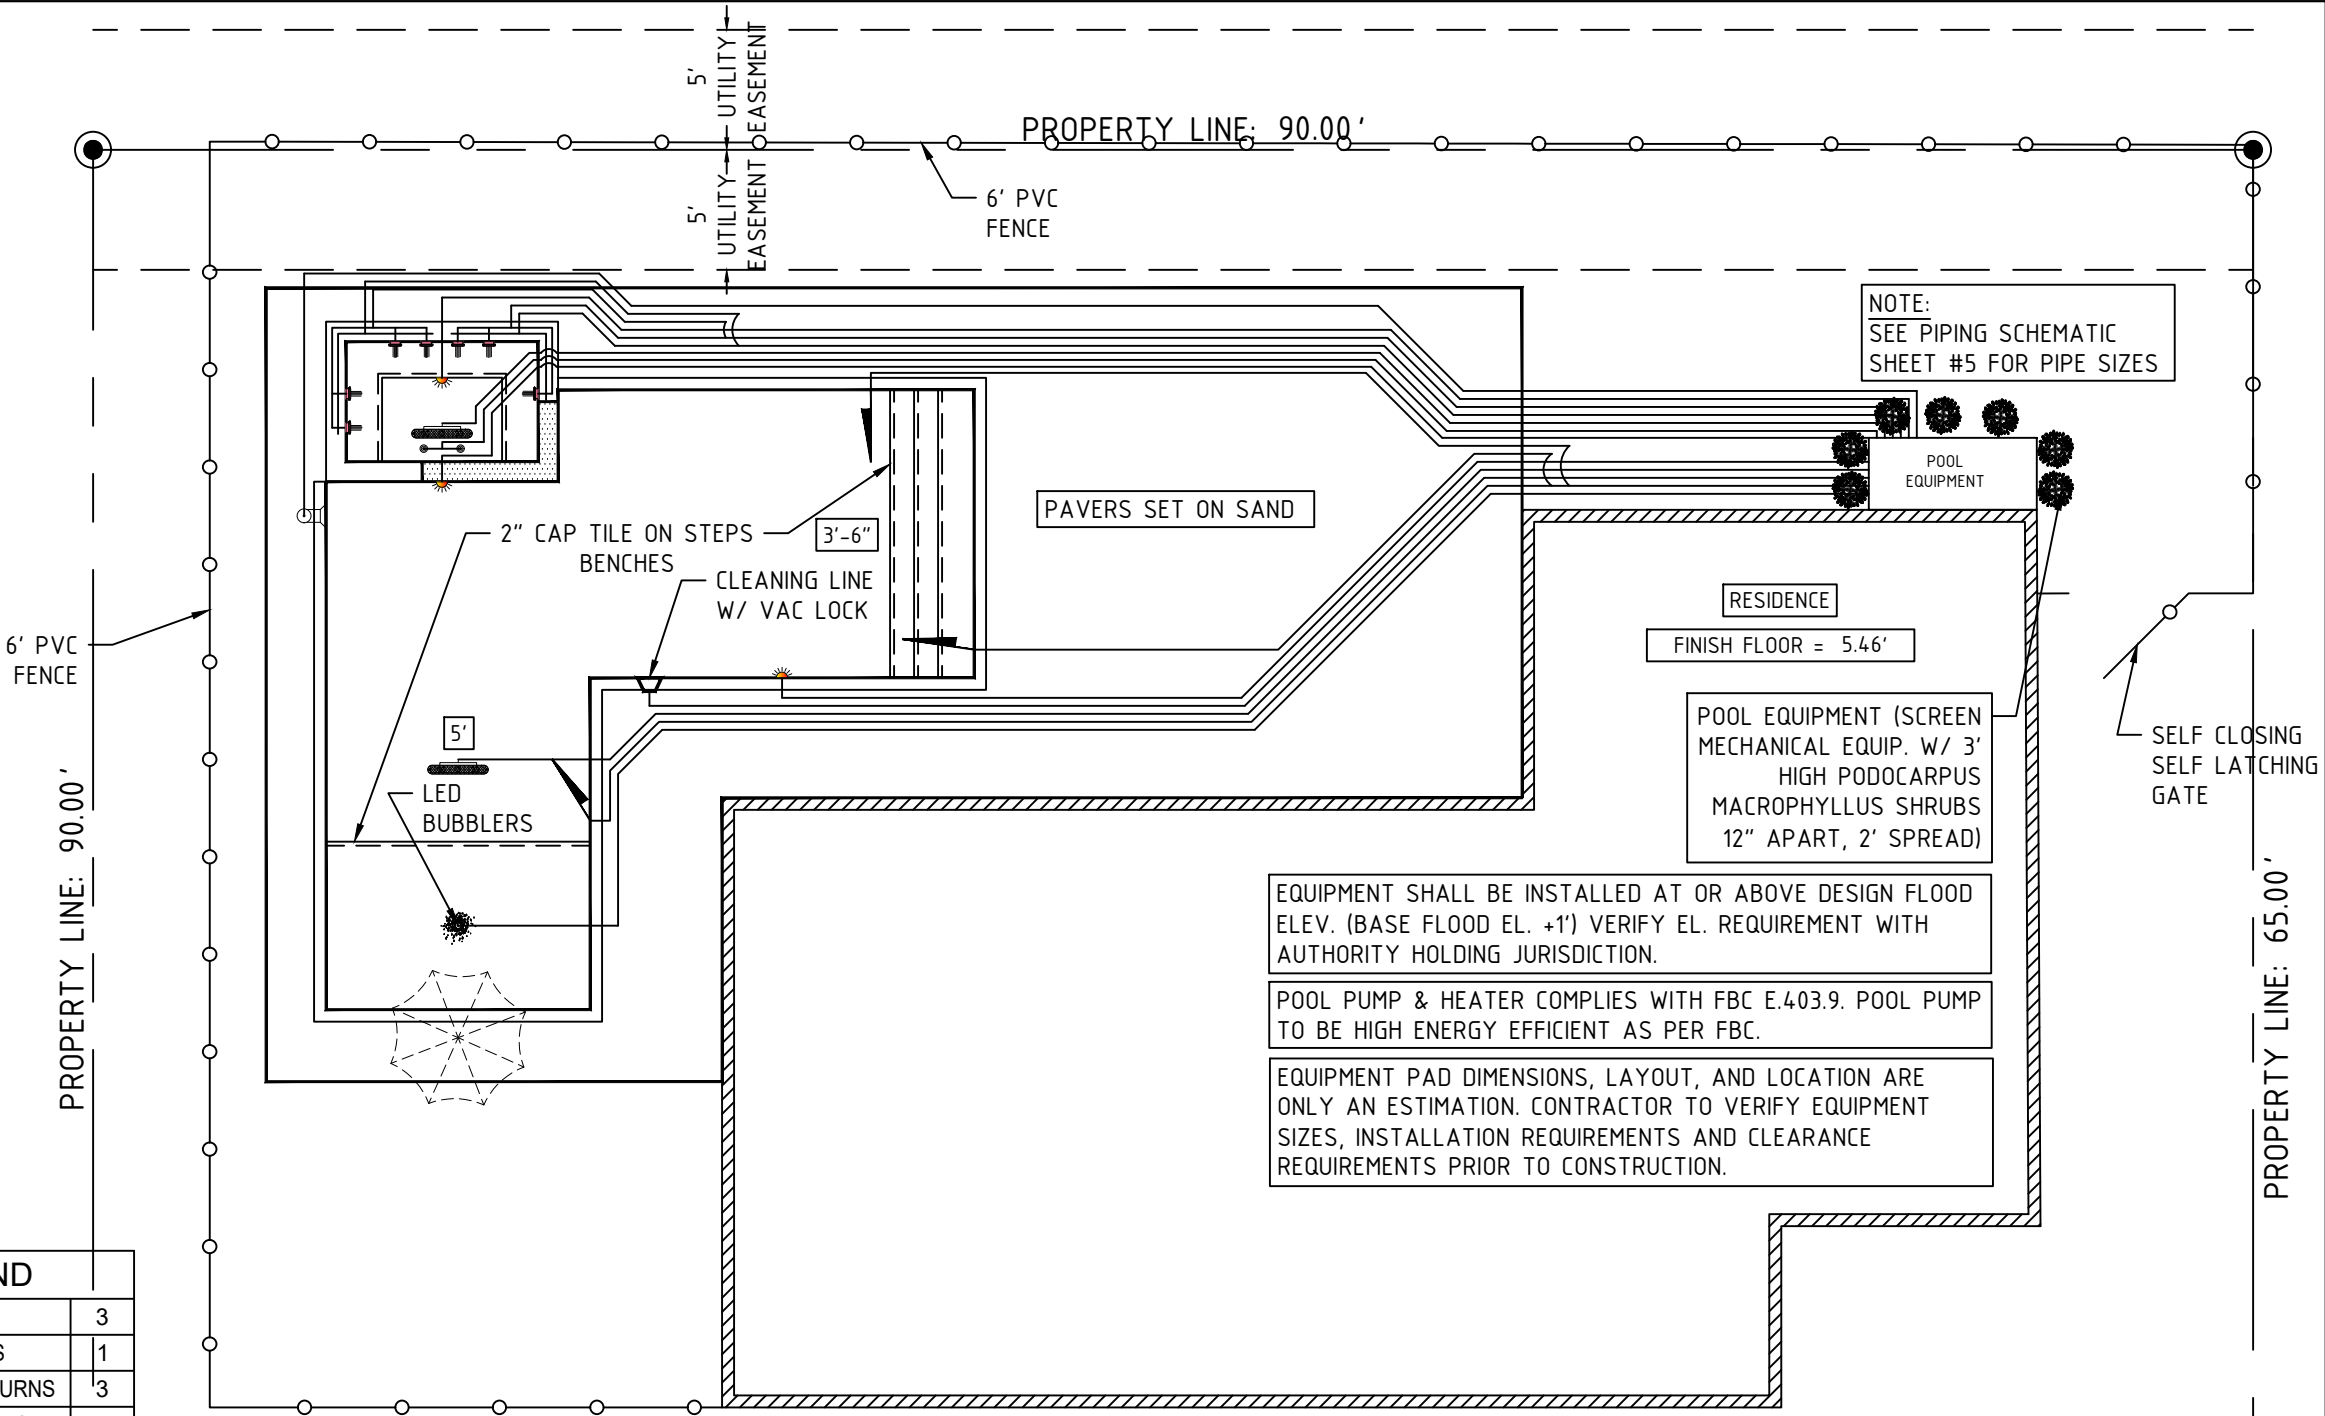 5'
UTILITY
EASEMENT
PROPERTY LINE: 90.00'
5'
UTILITY
EASEMENT
6' PVC
FENCE
NOTE:
SEE PIPING SCHEMATIC
SHEET #5 FOR PIPE SIZES
POOL
EQUIPMENT
PAVERS SET ON SAND
2" CAP TILE ON STEPS
BENCHES
3'-6"
CLEANING LINE
W/ VAC LOCK
RESIDENCE
FINISH FLOOR = 5.46'
6' PVC
FENCE
5'
LED
BUBBLERS
POOL EQUIPMENT (SCREEN
MECHANICAL EQUIP. W/ 3'
HIGH PODOCARPUS
MACROPHYLLUS SHRUBS
12" APART, 2' SPREAD)
SELF CLOSING
SELF LATCHING
GATE
PROPERTY LINE: 90.00'
PROPERTY LINE: 65.00'
EQUIPMENT SHALL BE INSTALLED AT OR ABOVE DESIGN FLOOD
ELEV. (BASE FLOOD EL. +1') VERIFY EL. REQUIREMENT WITH
AUTHORITY HOLDING JURISDICTION.
POOL PUMP & HEATER COMPLIES WITH FBC E.403.9. POOL PUMP
TO BE HIGH ENERGY EFFICIENT AS PER FBC.
EQUIPMENT PAD DIMENSIONS, LAYOUT, AND LOCATION ARE
ONLY AN ESTIMATION. CONTRACTOR TO VERIFY EQUIPMENT
SIZES, INSTALLATION REQUIREMENTS AND CLEARANCE
REQUIREMENTS PRIOR TO CONSTRUCTION.
ND
3
S 1
URNS 3